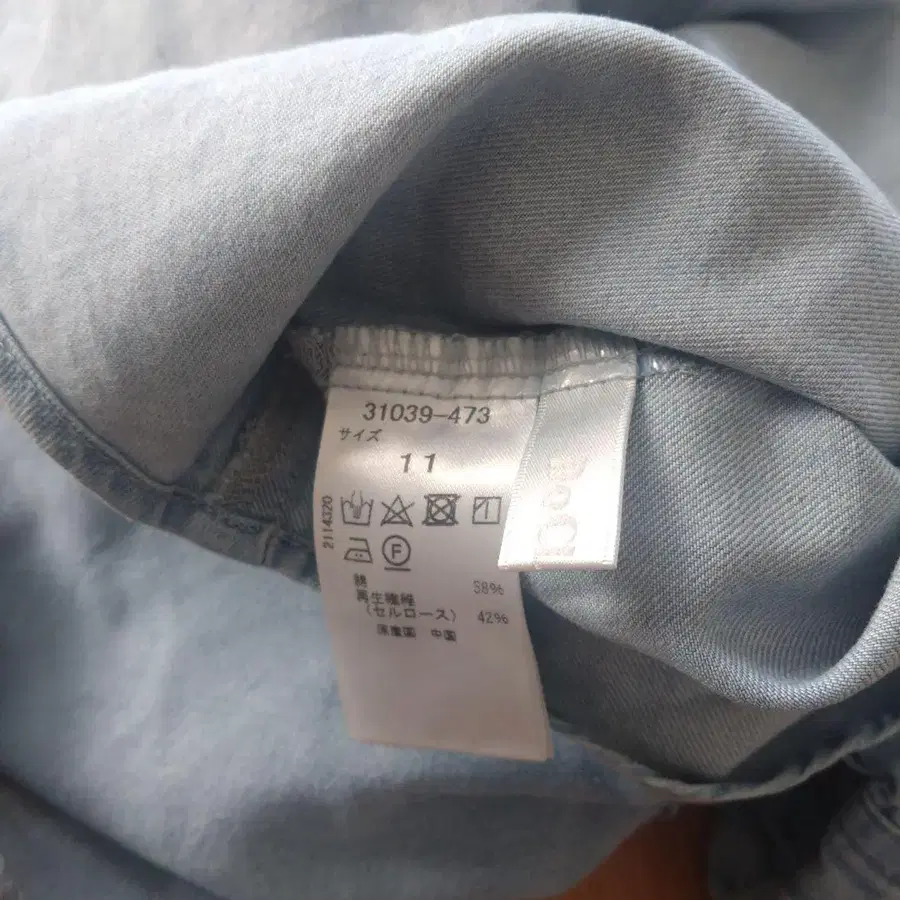 31039-473
サイズ
11
2114320
F
綿 58%
再生繊維
(セルロース) 42%
原産国 中国